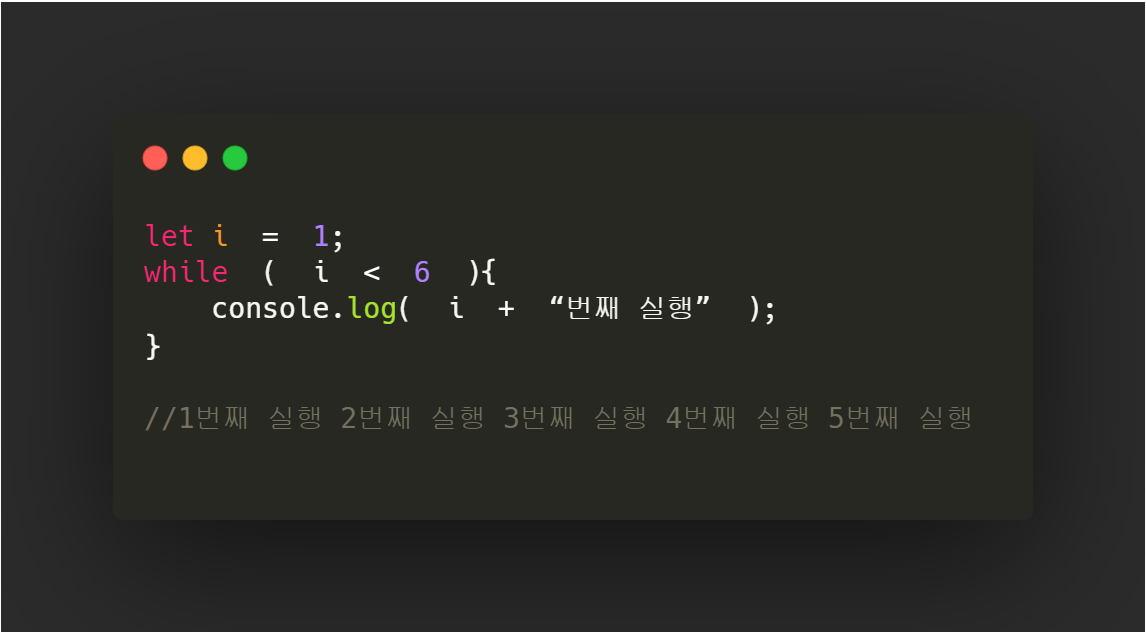 let i = 1;
while ( i < 6 ){
    console.log( i + “번째 실행” );
}
//1번째 실행 2번째 실행 3번째 실행 4번째 실행 5번째 실행